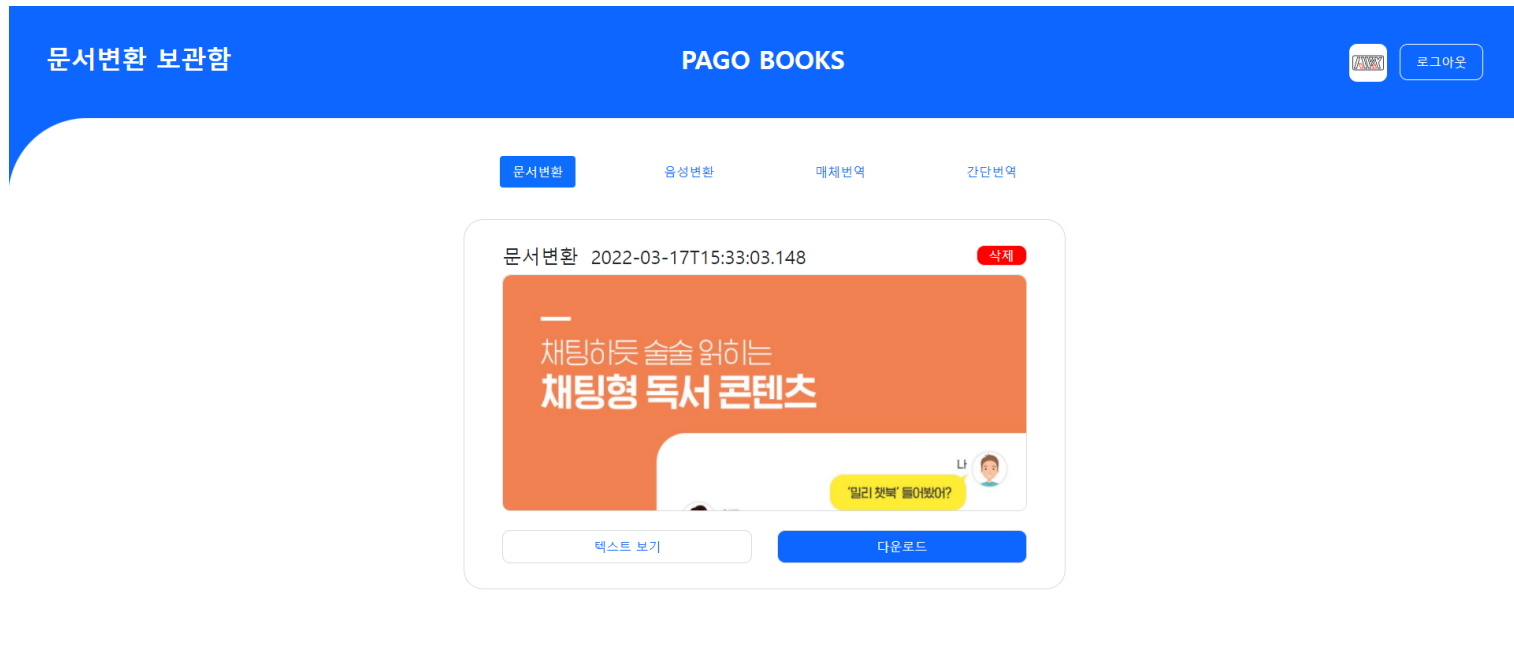 문서변환 보관함
PAGO BOOKS
로그아웃
문서변환 음성변환 매체번역 간단번역
문서변환 2022-03-17T15:33:03.148 삭제
채팅하듯 술술 읽히는
채팅형 독서 콘텐츠
나
'밀리 챗북' 들어봤어?
텍스트 보기 다운로드